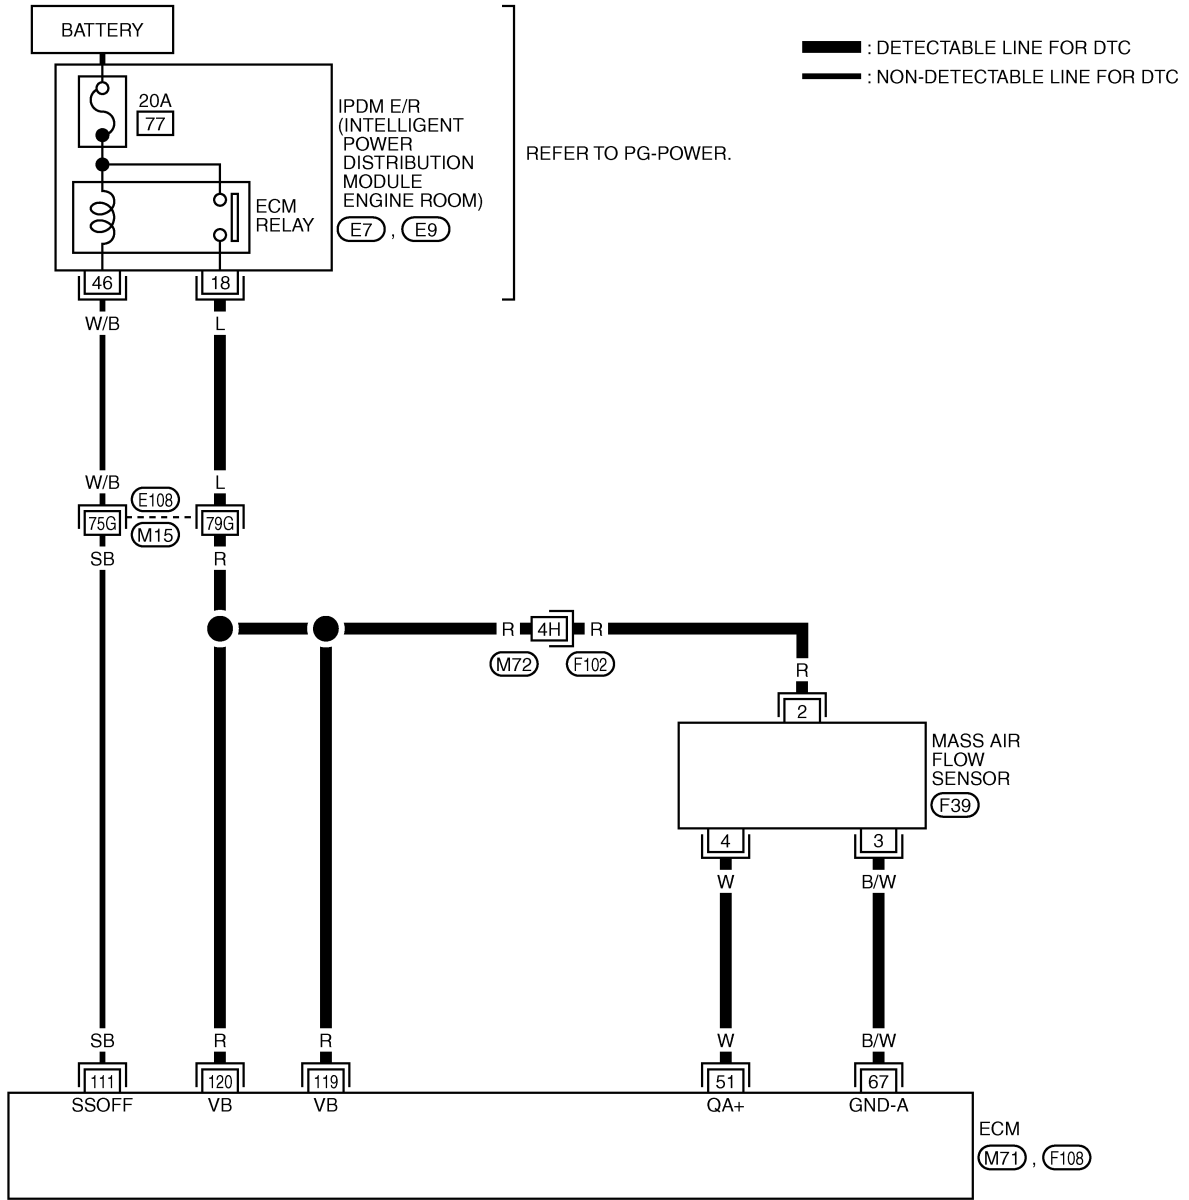 BATTERY
: DETECTABLE LINE FOR DTC
: NON-DETECTABLE LINE FOR DTC
20A
77
IPDM E/R
(INTELLIGENT
POWER
DISTRIBUTION
MODULE
ENGINE ROOM)
E7 , E9
REFER TO PG-POWER.
ECM
RELAY
46
18
W/B
L
W/B
L
75G
E108
M15
79G
SB
R
R
4H
R
M72
F102
R
2
MASS AIR
FLOW
SENSOR
F39
4
3
W
B/W
SB
R
R
W
B/W
111
120
119
51
67
SSOFF
VB
VB
QA+
GND-A
ECM
M71 , F108